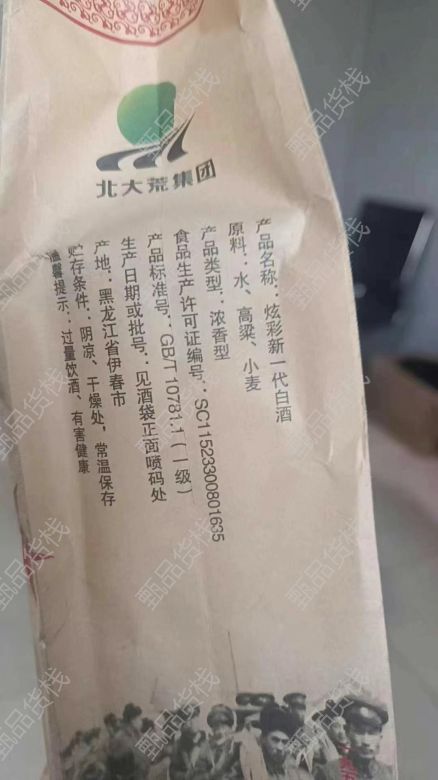 北大荒集团
产品名称：炫彩新一代白酒
原料：水、高粱、小麦
产品类型：浓香型
食品生产许可证编号：SC11523300801635
产品标准号：GB/T 10781.1（一级）
生产日期或批号：见酒袋正面喷码处
产地：黑龙江省伊春市
贮存条件：阴凉、干燥处，常温保存
温馨提示：过量饮酒、有害健康
甄品货栈